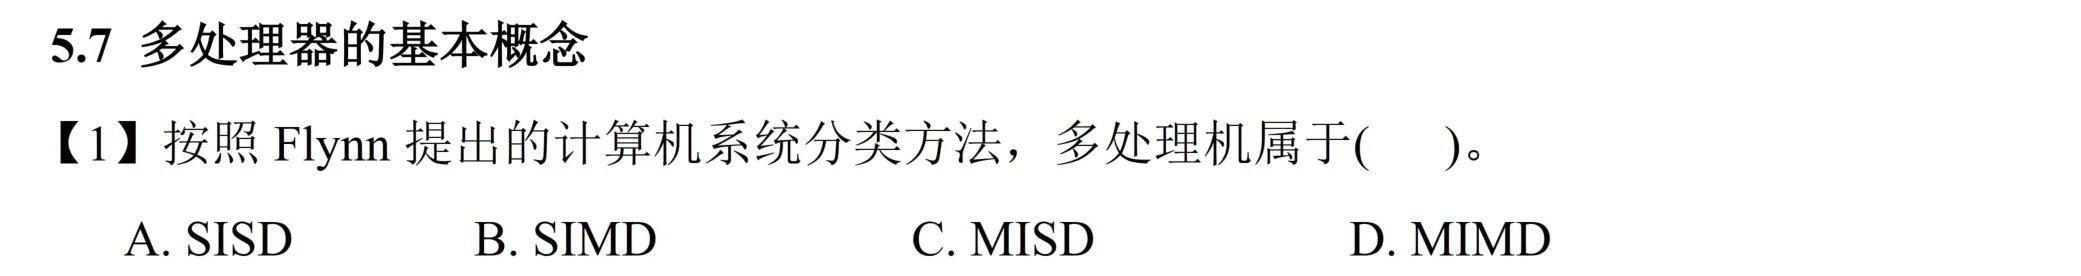 5.7 多处理器的基本概念
【1】按照 Flynn 提出的计算机系统分类方法，多处理机属于(  )。
A. SISD B. SIMD C. MISD D. MIMD